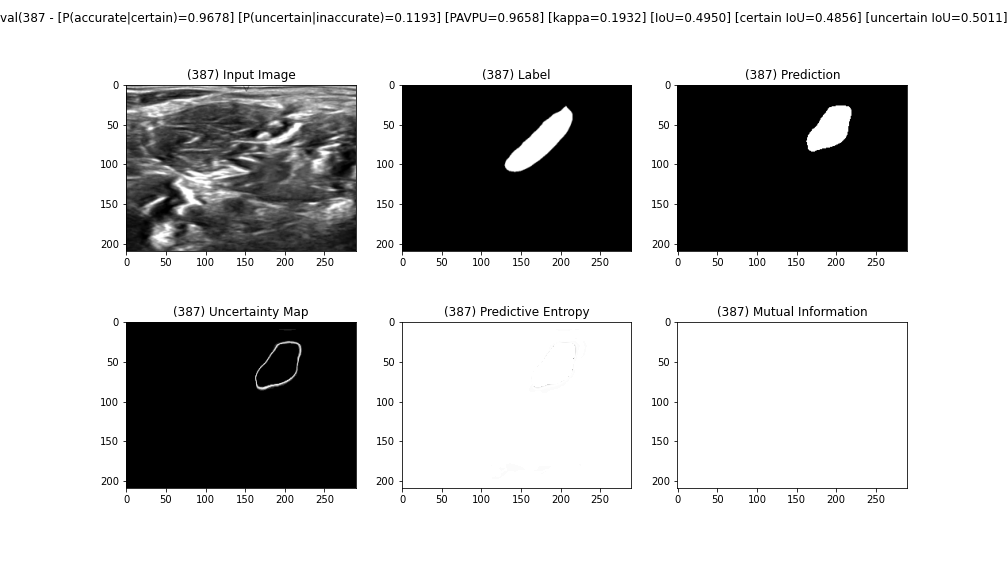 val(387 - [P(accurate|certain)=0.9678] [P(uncertain|inaccurate)=0.1193] [PAVPU=0.9658] [kappa=0.1932] [IoU=0.4950] [certain IoU=0.4856] [uncertain IoU=0.5011]
(387) Input Image
0
50
100
150
200
0 50 100 150 200 250
(387) Label
0
50
100
150
200
0 50 100 150 200 250
(387) Prediction
0
50
100
150
200
0 50 100 150 200 250
(387) Uncertainty Map
0
50
100
150
200
0 50 100 150 200 250
(387) Predictive Entropy
0
50
100
150
200
0 50 100 150 200 250
(387) Mutual Information
0
50
100
150
200
0 50 100 150 200 250